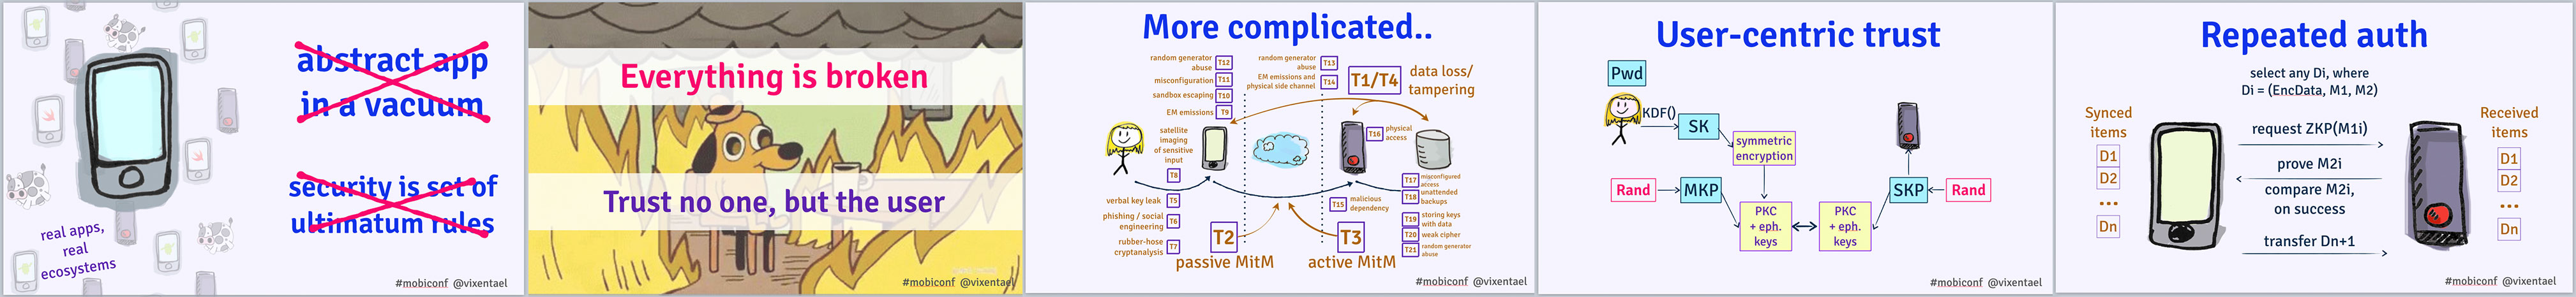 abstract app
in a vacuum
security is set of
ultimatum rules
real apps,
real
ecosystems
#mobiconf @vixentael
Everything is broken
Trust no one, but the user
#mobiconf @vixentael
More complicated..
random generator
abuse
T12
misconfiguration
T11
sandbox escaping
T10
EM emissions
T9
random generator
abuse
T13
EM emissions and
physical side channel
T14
T1/T4
data loss/
tampering
satellite
imaging
of sensitive
input
T8
T16
physical
access
verbal key leak
T5
phishing / social
engineering
T6
rubber-hose
cryptanalysis
T7
T2
passive MitM
T15
malicious
dependency
T3
active MitM
T17
misconfigured
access
T18
unattended
backups
T19
storing keys
with data
T20
weak cipher
T21
random generator
abuse
#mobiconf @vixentael
User-centric trust
Pwd
KDF()
SK
symmetric
encryption
Rand
MKP
SKP
Rand
PKC
+ eph.
keys
PKC
+ eph.
keys
#mobiconf @vixentael
Repeated auth
select any Di, where
Di = (EncData, M1, M2)
Synced
items
D1
D2
...
Dn
request ZKP(M1i)
prove M2i
compare M2i,
on success
transfer Dn+1
Received
items
D1
D2
...
Dn
#mobiconf @vixentael